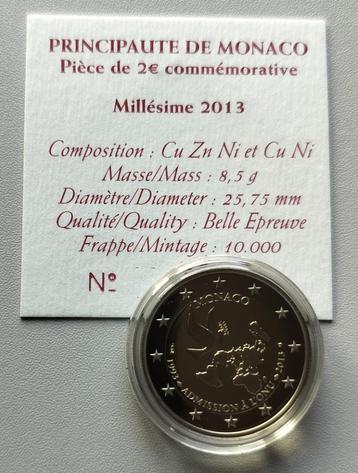 PRINCIPAUTE DE MONACO
Pièce de 2€ commémorative
Millésime 2013
Composition : Cu Zn Ni et Cu Ni
Masse/Mass : 8,5 g
Diamètre/Diameter : 25,75 mm
Qualité/Quality : Belle Epreuve
Frappe/Mintage : 10.000
Nº
MONACO
1993 • ADMISSION À L'ONU • 2013